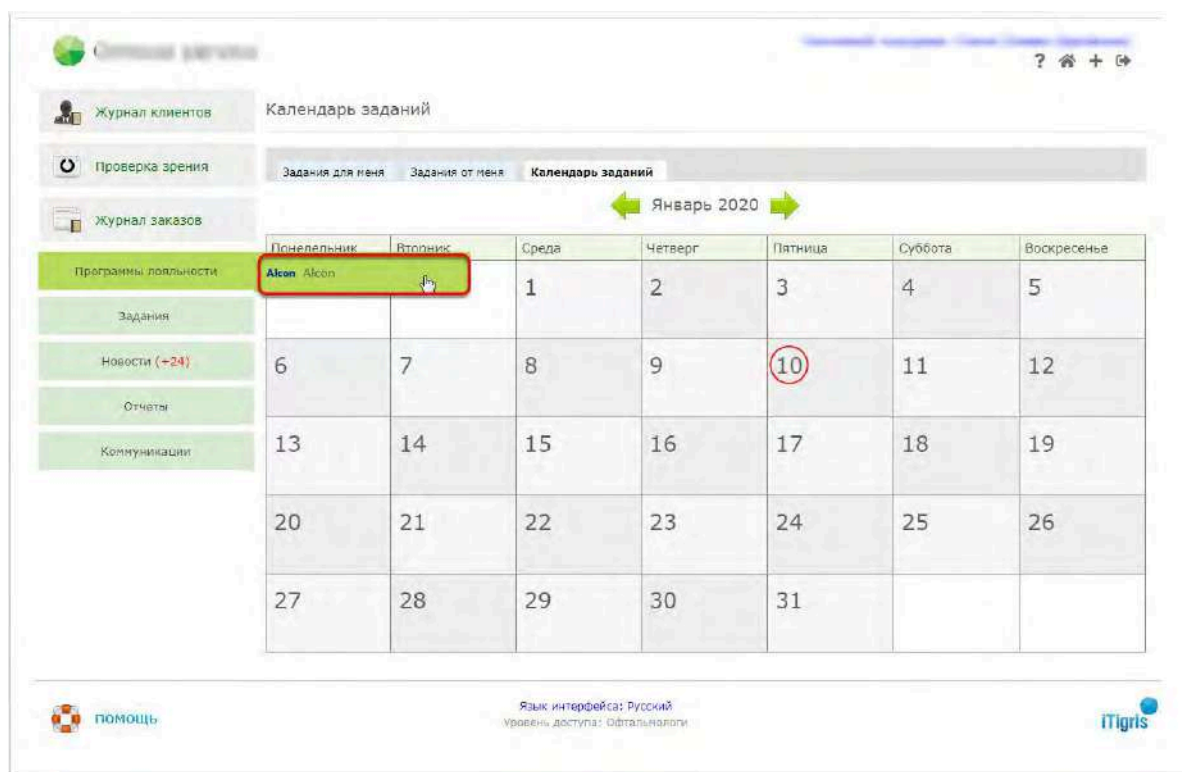 Журнал клиентов
Календарь заданий
Проверка зрения
Задания для меня Задания от меня Календарь заданий
Январь 2020
Журнал заказов
Понедельник Вторник Среда Четверг Пятница Суббота Воскресенье
Программы лояльности
Alcon Alcon
1 2 3 4 5
Задания
Новости (+24)
6 7 8 9 10 11 12
Отчеты
13 14 15 16 17 18 19
Коммуникации
20 21 22 23 24 25 26
27 28 29 30 31
помощь
Язык интерфейса: Русский
Уровень доступа: Офтальмологи
iTigris